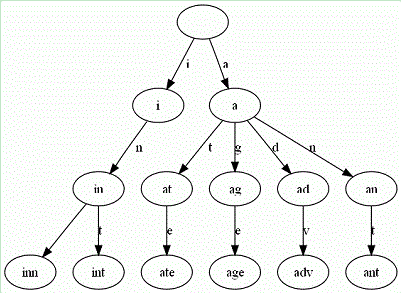 i a
i a
n t g d n
in at ag ad an
t e e v t
inn int ate age adv ant